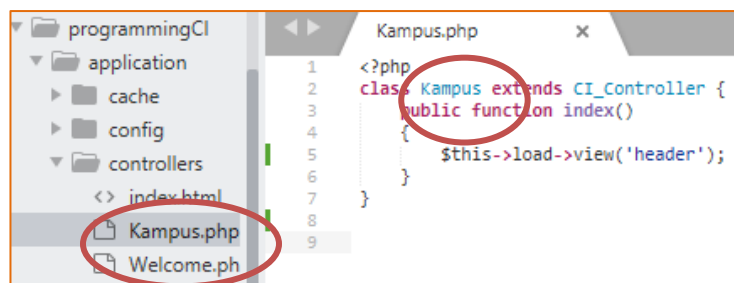 programmingCI
application
cache
config
controllers
<> index.html
Kampus.php
Welcome.ph
Kampus.php ×
1 <?php
2 class Kampus extends CI_Controller {
3 public function index()
4 {
5 $this->load->view('header');
6 }
7 }
8
9